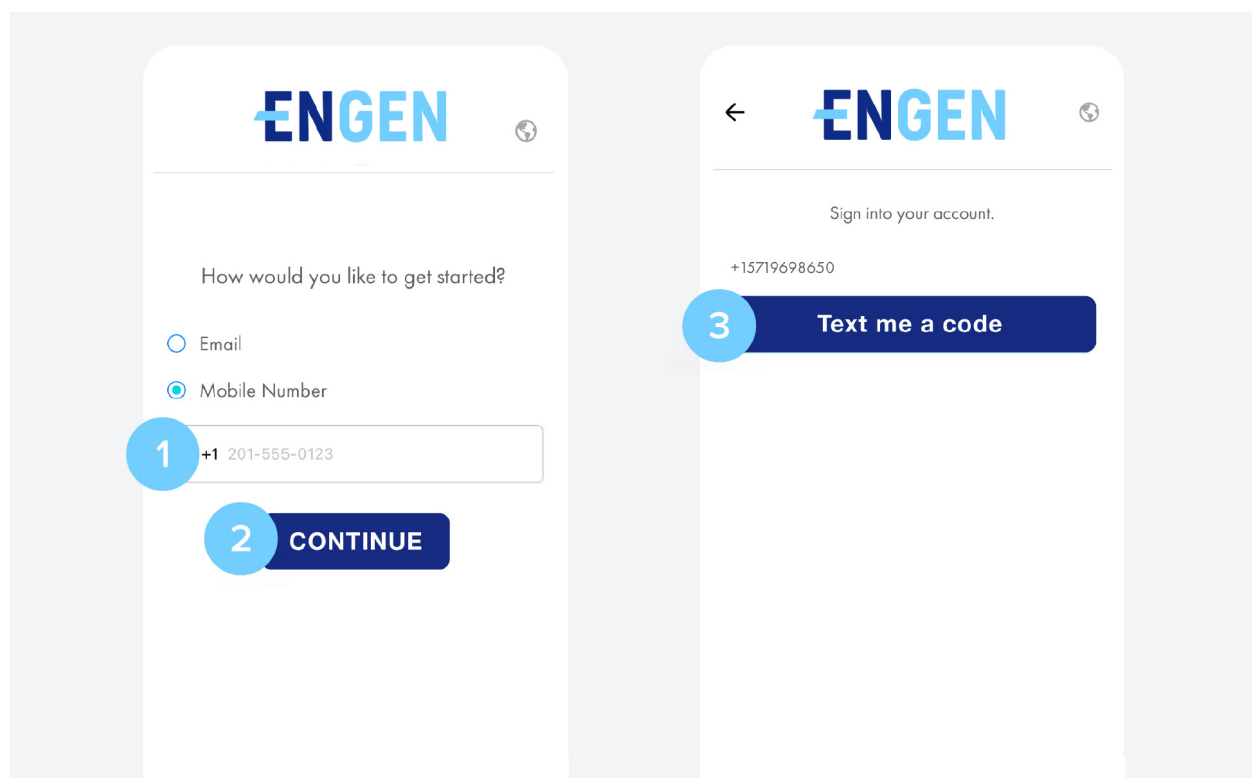 ENGEN
How would you like to get started?
Email
Mobile Number
1
+1 201-555-0123
2
CONTINUE
ENGEN
Sign into your account.
+15719698650
3
Text me a code